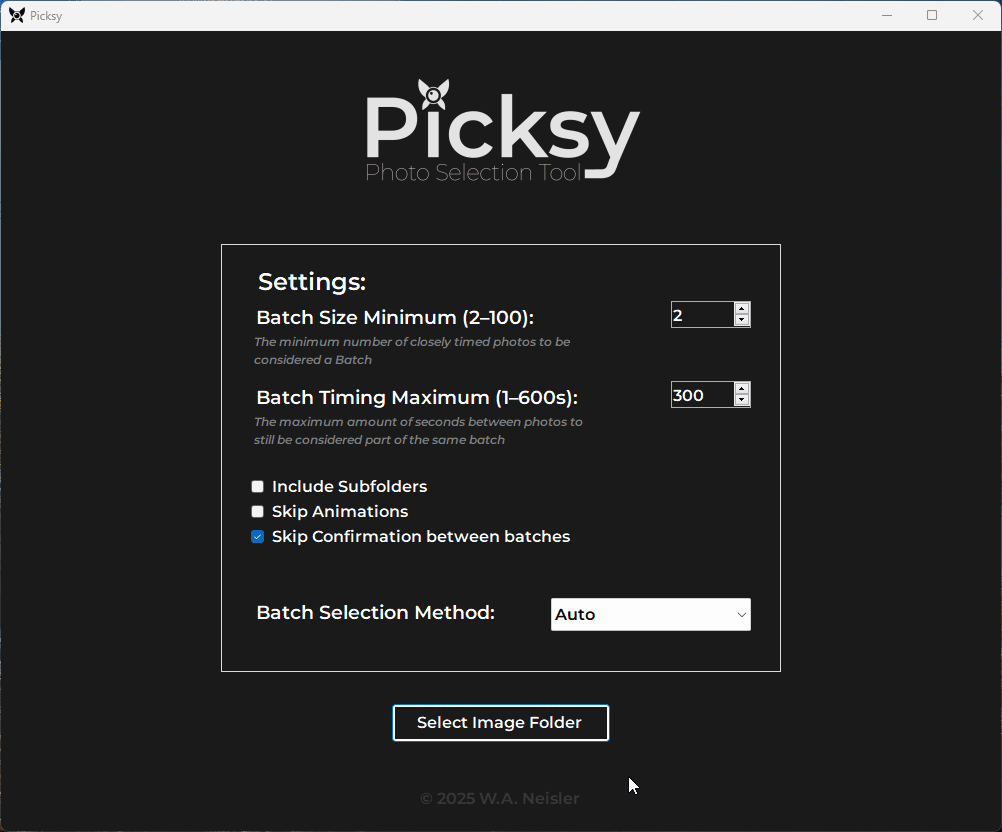 Picksy
Picksy
Photo Selection Tool
Settings:
Batch Size Minimum (2–100):
2
The minimum number of closely timed photos to be
considered a Batch
Batch Timing Maximum (1–600s):
300
The maximum amount of seconds between photos to
still be considered part of the same batch
Include Subfolders
Skip Animations
Skip Confirmation between batches
Batch Selection Method:
Auto
Select Image Folder
© 2025 W.A. Neisler